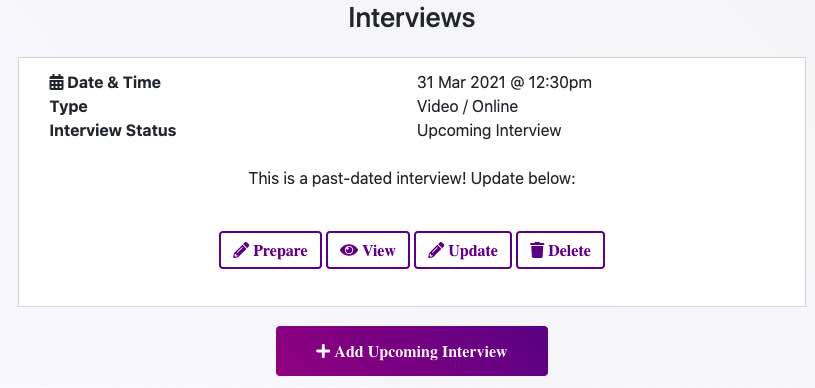 Interviews
Date & Time 31 Mar 2021 @ 12:30pm
Type Video / Online
Interview Status Upcoming Interview
This is a past-dated interview! Update below:
Prepare View Update Delete
+ Add Upcoming Interview